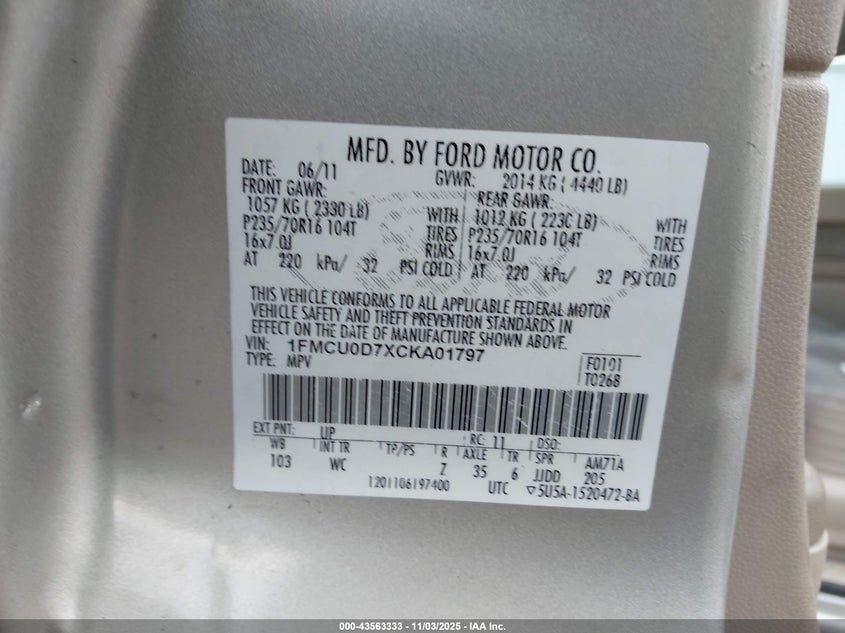 MFD. BY FORD MOTOR CO.
DATE: 06/11 GVWR: 2014 KG ( 4440 LB)
FRONT GAWR: REAR GAWR:
1057 KG ( 2330 LB) WITH 1012 KG ( 2230 LB) WITH
P235/70R16 104T TIRES P235/70R16 104T TIRES
16x7.0J RIMS 16x7.0J RIMS
AT 220 kPa/ 32 PSI COLD AT 220 kPa/ 32 PSI COLD
THIS VEHICLE CONFORMS TO ALL APPLICABLE FEDERAL MOTOR
VEHICLE SAFETY AND THEFT PREVENTION STANDARDS IN
EFFECT ON THE DATE OF MANUFACTURE SHOWN ABOVE.
VIN: 1FMCU0D7XCKA01797
TYPE: MPV F0101
T0268
EXT PNT: UP RC: 11 DSO:
WB INT TR TP/PS R AXLE TR SPR AM71A
103 WC Z 35 6 JJDD 205
1201106197400 UTC ▽5U5A-1520472-BA
000-43563333 - 11/03/2025 - IAA Inc.